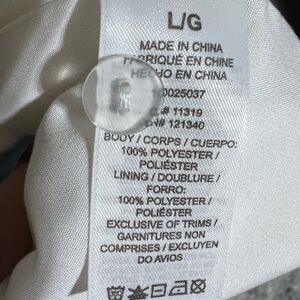 L/G
MADE IN CHINA
FABRIQUÉ EN CHINE
HECHO EN CHINA
10025037
# 11319
# 121340
BODY / CORPS / CUERPO:
100% POLYESTER /
POLIÉSTER
LINING / DOUBLURE /
FORRO:
100% POLYESTER /
POLIÉSTER
EXCLUSIVE OF TRIMS /
GARNITURES NON
COMPRISES / EXCLUYEN
DO AVIOS